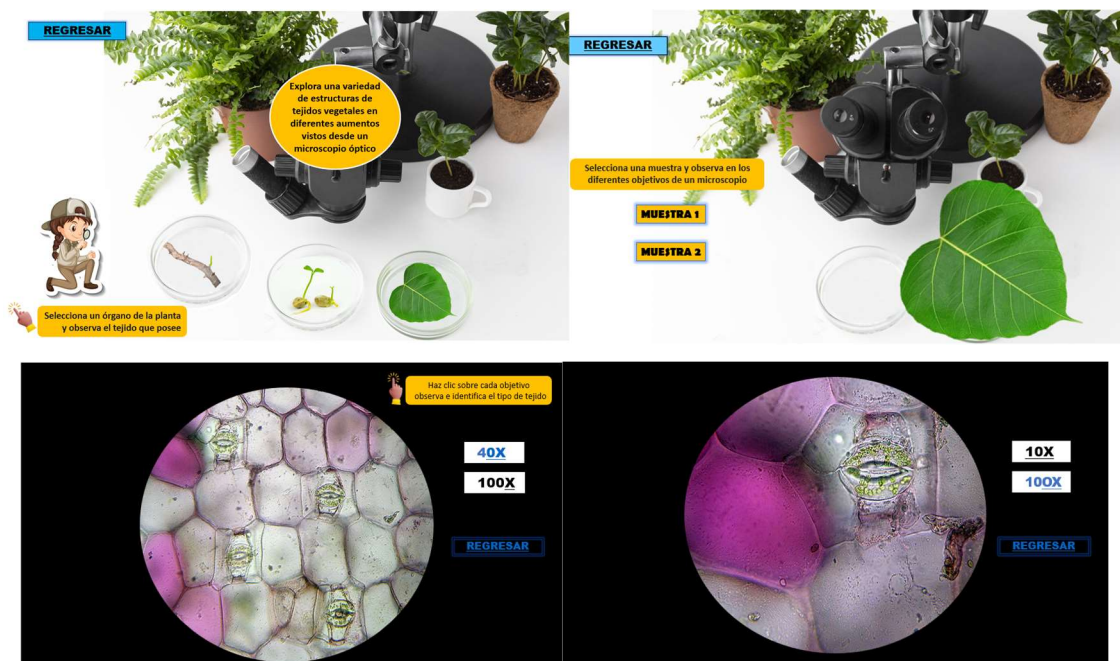 REGRESAR
Explora una variedad
de estructuras de
tejidos vegetales en
diferentes aumentos
vistos desde un
microscopio óptico
Selecciona un órgano de la planta
y observa el tejido que posee
REGRESAR
Selecciona una muestra y observa en los
diferentes objetivos de un microscopio
MUESTRA 1
MUESTRA 2
Haz clic sobre cada objetivo
observa e identifica el tipo de tejido
40X
100X
REGRESAR
10X
100X
REGRESAR